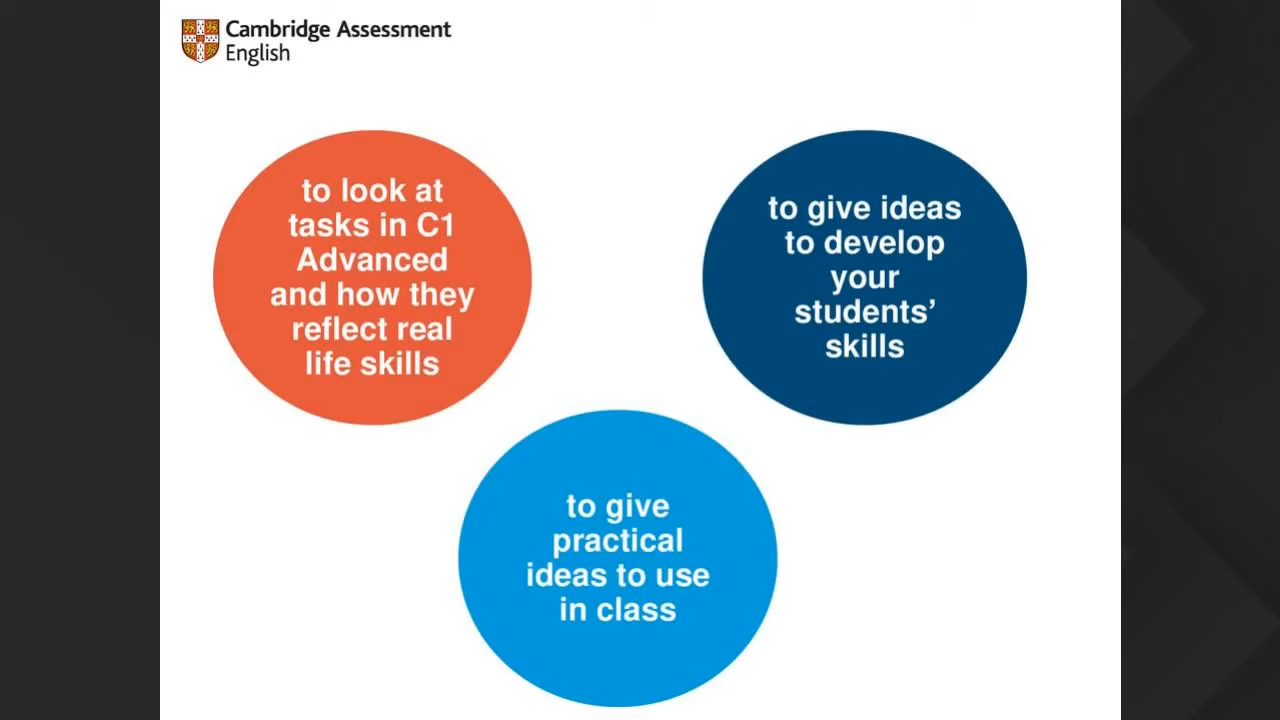 Cambridge Assessment
English
to look at
tasks in C1
Advanced
and how they
reflect real
life skills
to give ideas
to develop
your
students’
skills
to give
practical
ideas to use
in class